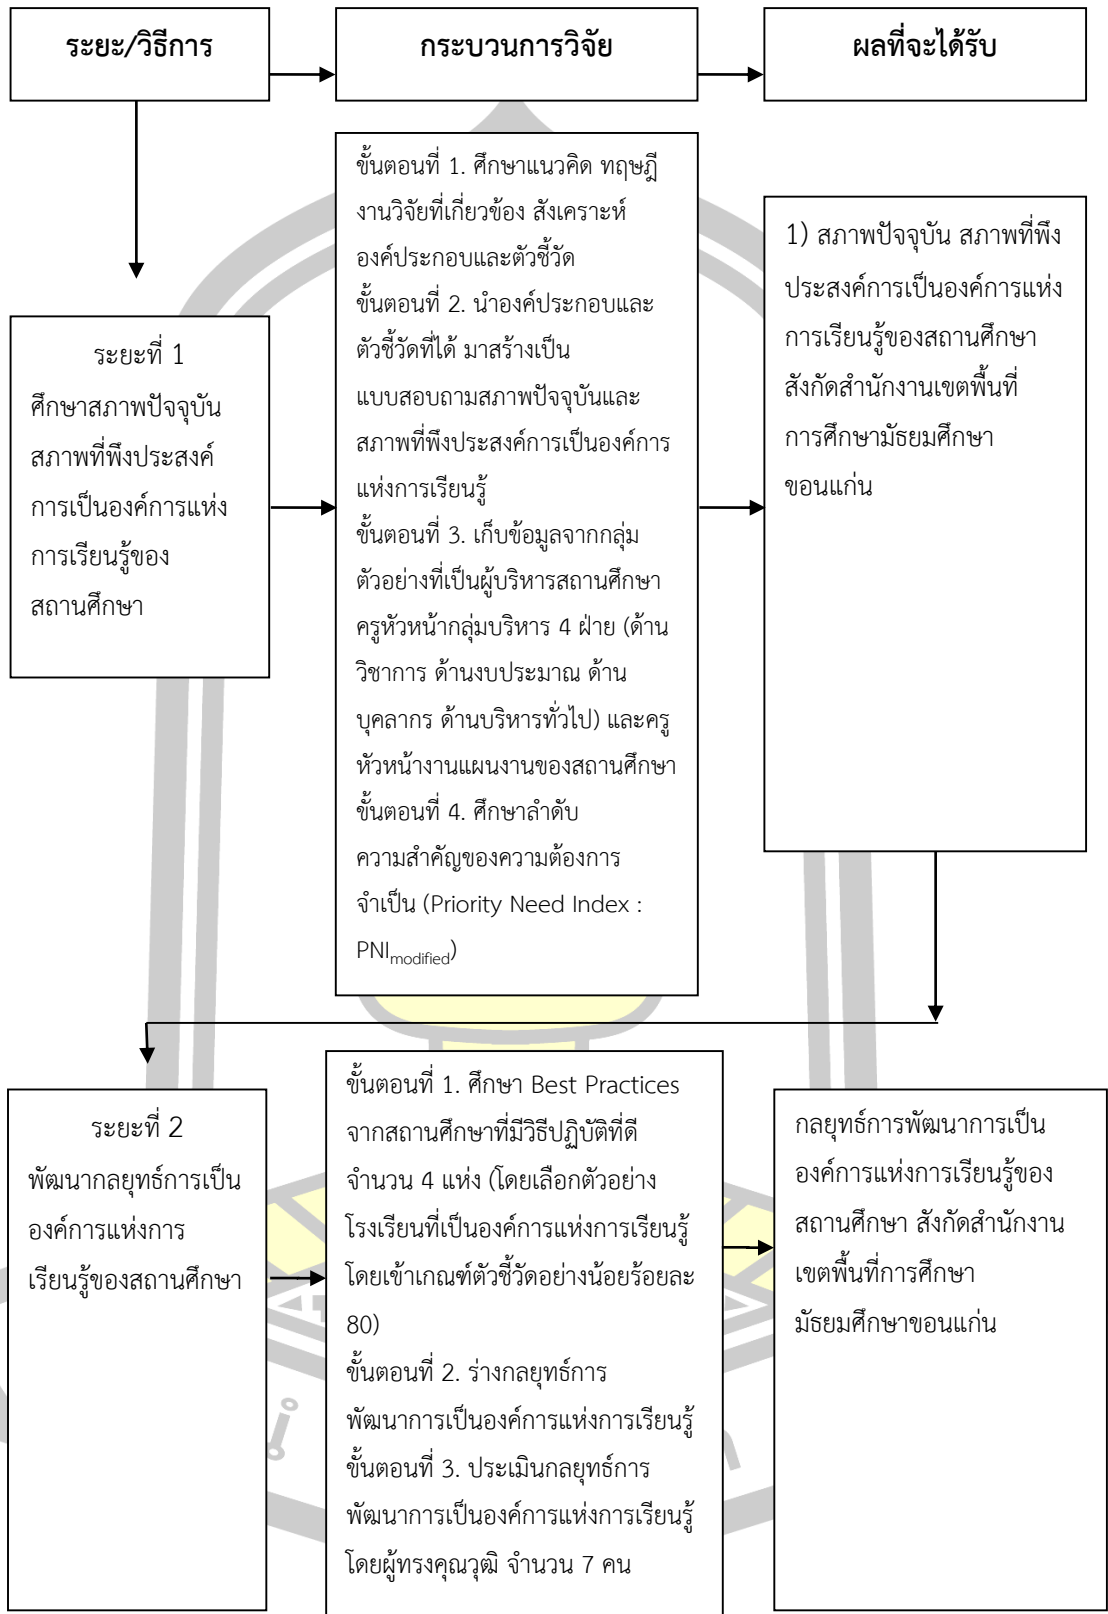 ระยะ/วิธีการ
กระบวนการวิจัย
ผลที่จะได้รับ
ระยะที่ 1
ศึกษาสภาพปัจจุบัน
สภาพที่พึงประสงค์
การเป็นองค์การแห่ง
การเรียนรู้ของ
สถานศึกษา
ขั้นตอนที่ 1. ศึกษาแนวคิด ทฤษฎี
งานวิจัยที่เกี่ยวข้อง สังเคราะห์
องค์ประกอบและตัวชี้วัด
ขั้นตอนที่ 2. นำองค์ประกอบและ
ตัวชี้วัดที่ได้ มาสร้างเป็น
แบบสอบถามสภาพปัจจุบันและ
สภาพที่พึงประสงค์การเป็นองค์การ
แห่งการเรียนรู้
ขั้นตอนที่ 3. เก็บข้อมูลจากกลุ่ม
ตัวอย่างที่เป็นผู้บริหารสถานศึกษา
ครูหัวหน้ากลุ่มบริหาร 4 ฝ่าย (ด้าน
วิชาการ ด้านงบประมาณ ด้าน
บุคลากร ด้านบริหารทั่วไป) และครู
หัวหน้างานแผนงานของสถานศึกษา
ขั้นตอนที่ 4. ศึกษาลำดับ
ความสำคัญของความต้องการ
จำเป็น (Priority Need Index :
PNImodified)
1) สภาพปัจจุบัน สภาพที่พึง
ประสงค์การเป็นองค์การแห่ง
การเรียนรู้ของสถานศึกษา
สังกัดสำนักงานเขตพื้นที่
การศึกษามัธยมศึกษา
ขอนแก่น
ระยะที่ 2
พัฒนากลยุทธ์การเป็น
องค์การแห่งการ
เรียนรู้ของสถานศึกษา
ขั้นตอนที่ 1. ศึกษา Best Practices
จากสถานศึกษาที่มีวิธีปฏิบัติที่ดี
จำนวน 4 แห่ง (โดยเลือกตัวอย่าง
โรงเรียนที่เป็นองค์การแห่งการเรียนรู้
โดยเข้าเกณฑ์ตัวชี้วัดอย่างน้อยร้อยละ
80)
ขั้นตอนที่ 2. ร่างกลยุทธ์การ
พัฒนาการเป็นองค์การแห่งการเรียนรู้
ขั้นตอนที่ 3. ประเมินกลยุทธ์การ
พัฒนาการเป็นองค์การแห่งการเรียนรู้
โดยผู้ทรงคุณวุฒิ จำนวน 7 คน
กลยุทธ์การพัฒนาการเป็น
องค์การแห่งการเรียนรู้ของ
สถานศึกษา สังกัดสำนักงาน
เขตพื้นที่การศึกษา
มัธยมศึกษาขอนแก่น